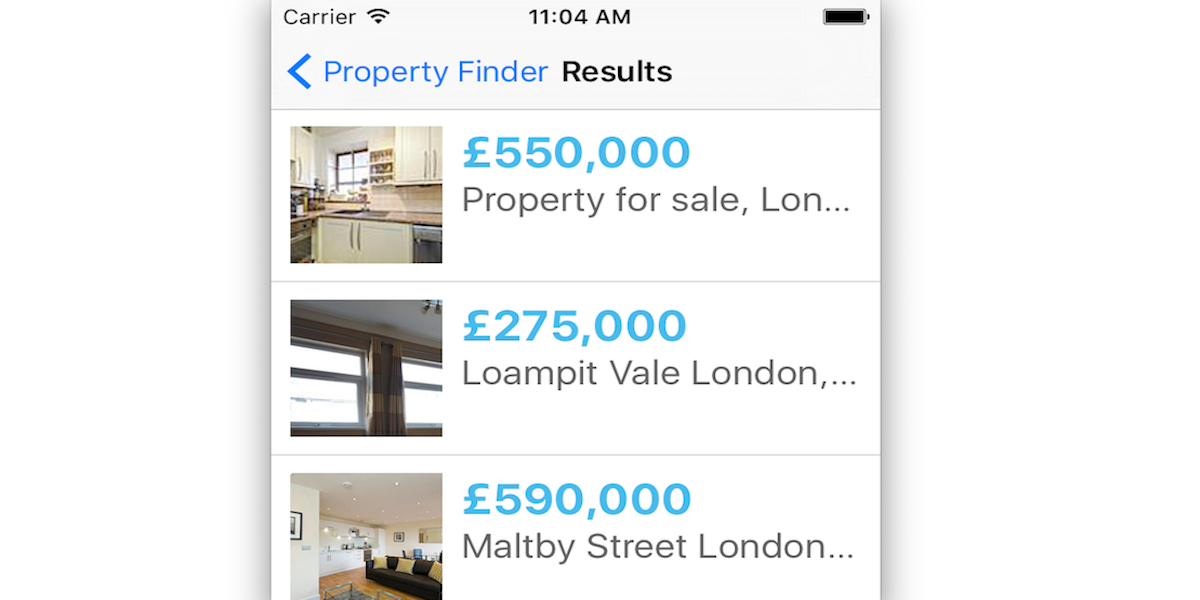 Carrier 11:04 AM
Property Finder Results
£550,000
Property for sale, Lon...
£275,000
Loampit Vale London,...
£590,000
Maltby Street London...